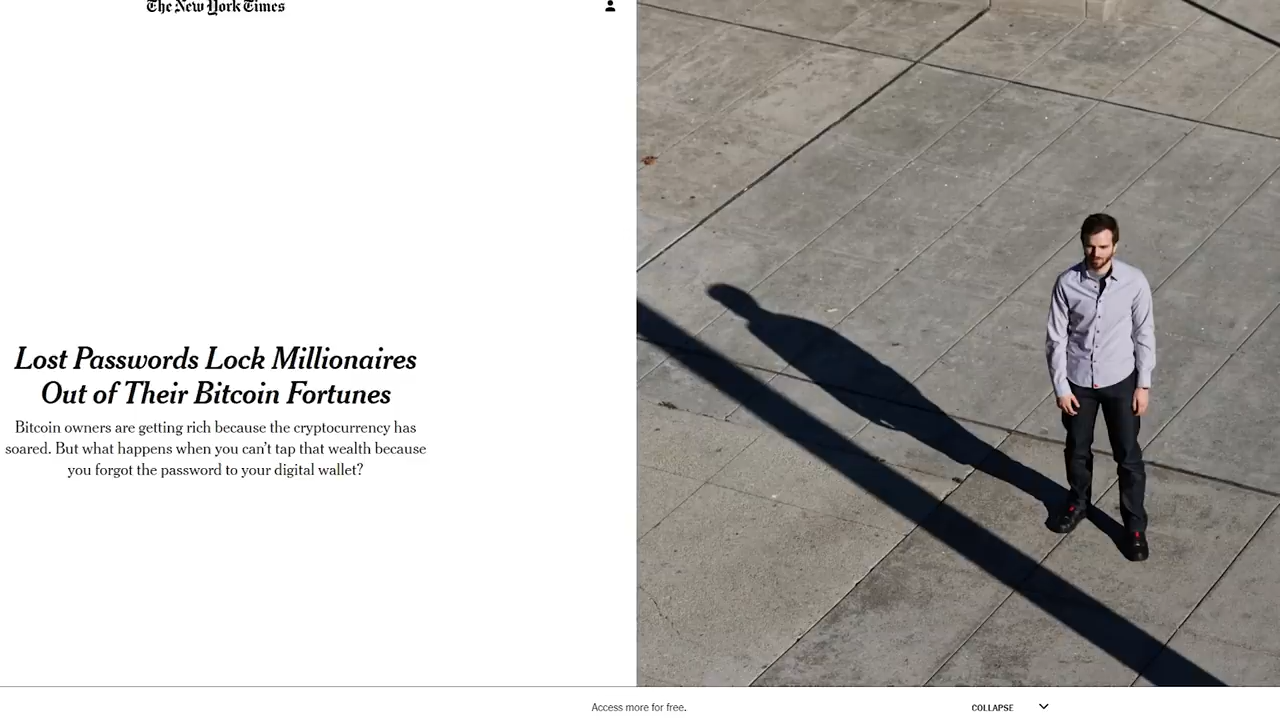 The New York Times
Lost Passwords Lock Millionaires
Out of Their Bitcoin Fortunes
Bitcoin owners are getting rich because the cryptocurrency has
soared. But what happens when you can’t tap that wealth because
you forgot the password to your digital wallet?
Access more for free.
COLLAPSE